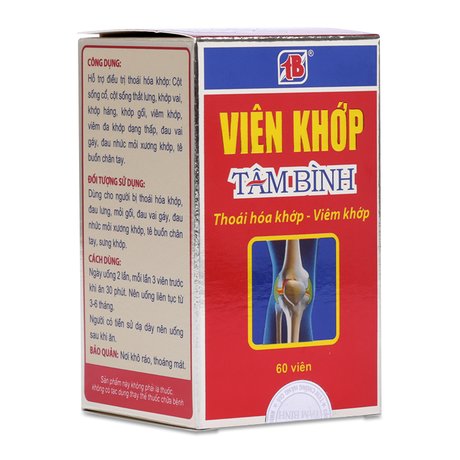 CÔNG DỤNG:
Hỗ trợ điều trị thoái hóa khớp: Cột
sống cổ, cột sống thắt lưng, khớp vai,
khớp háng, khớp gối, viêm khớp,
viêm đa khớp dạng thấp, đau vai
gáy, đau nhức mỏi xương khớp, tê
buồn chân tay.
ĐỐI TƯỢNG SỬ DỤNG:
Dùng cho người bị thoái hóa khớp,
đau lưng, mỏi gối, đau vai gáy, đau
nhức mỏi xương khớp, tê buồn chân
tay, sưng khớp.
CÁCH DÙNG:
Ngày uống 2 lần, mỗi lần 3 viên trước
khi ăn 30 phút. Nên uống liên tục từ
3-6 tháng.
Người có tiền sử dạ dày nên uống
sau khi ăn.
BẢO QUẢN: Nơi khô ráo, thoáng mát.
Sản phẩm này không phải là thuốc
không có tác dụng thay thế thuốc chữa bệnh
TB®
VIÊN KHỚP
TÂM BÌNH
Thoái hóa khớp - Viêm khớp
60 viên
TÂM BÌNH